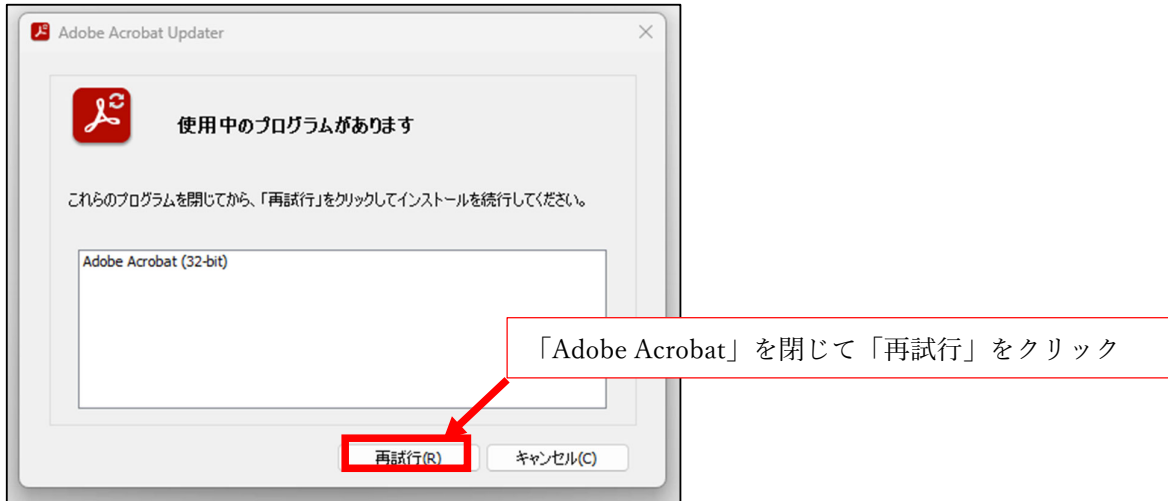 Adobe Acrobat Updater
使用中のプログラムがあります
これらのプログラムを閉じてから、「再試行」をクリックしてインストールを続行してください。
Adobe Acrobat (32-bit)
「Adobe Acrobat」を閉じて「再試行」をクリック
再試行(R)
キャンセル(C)